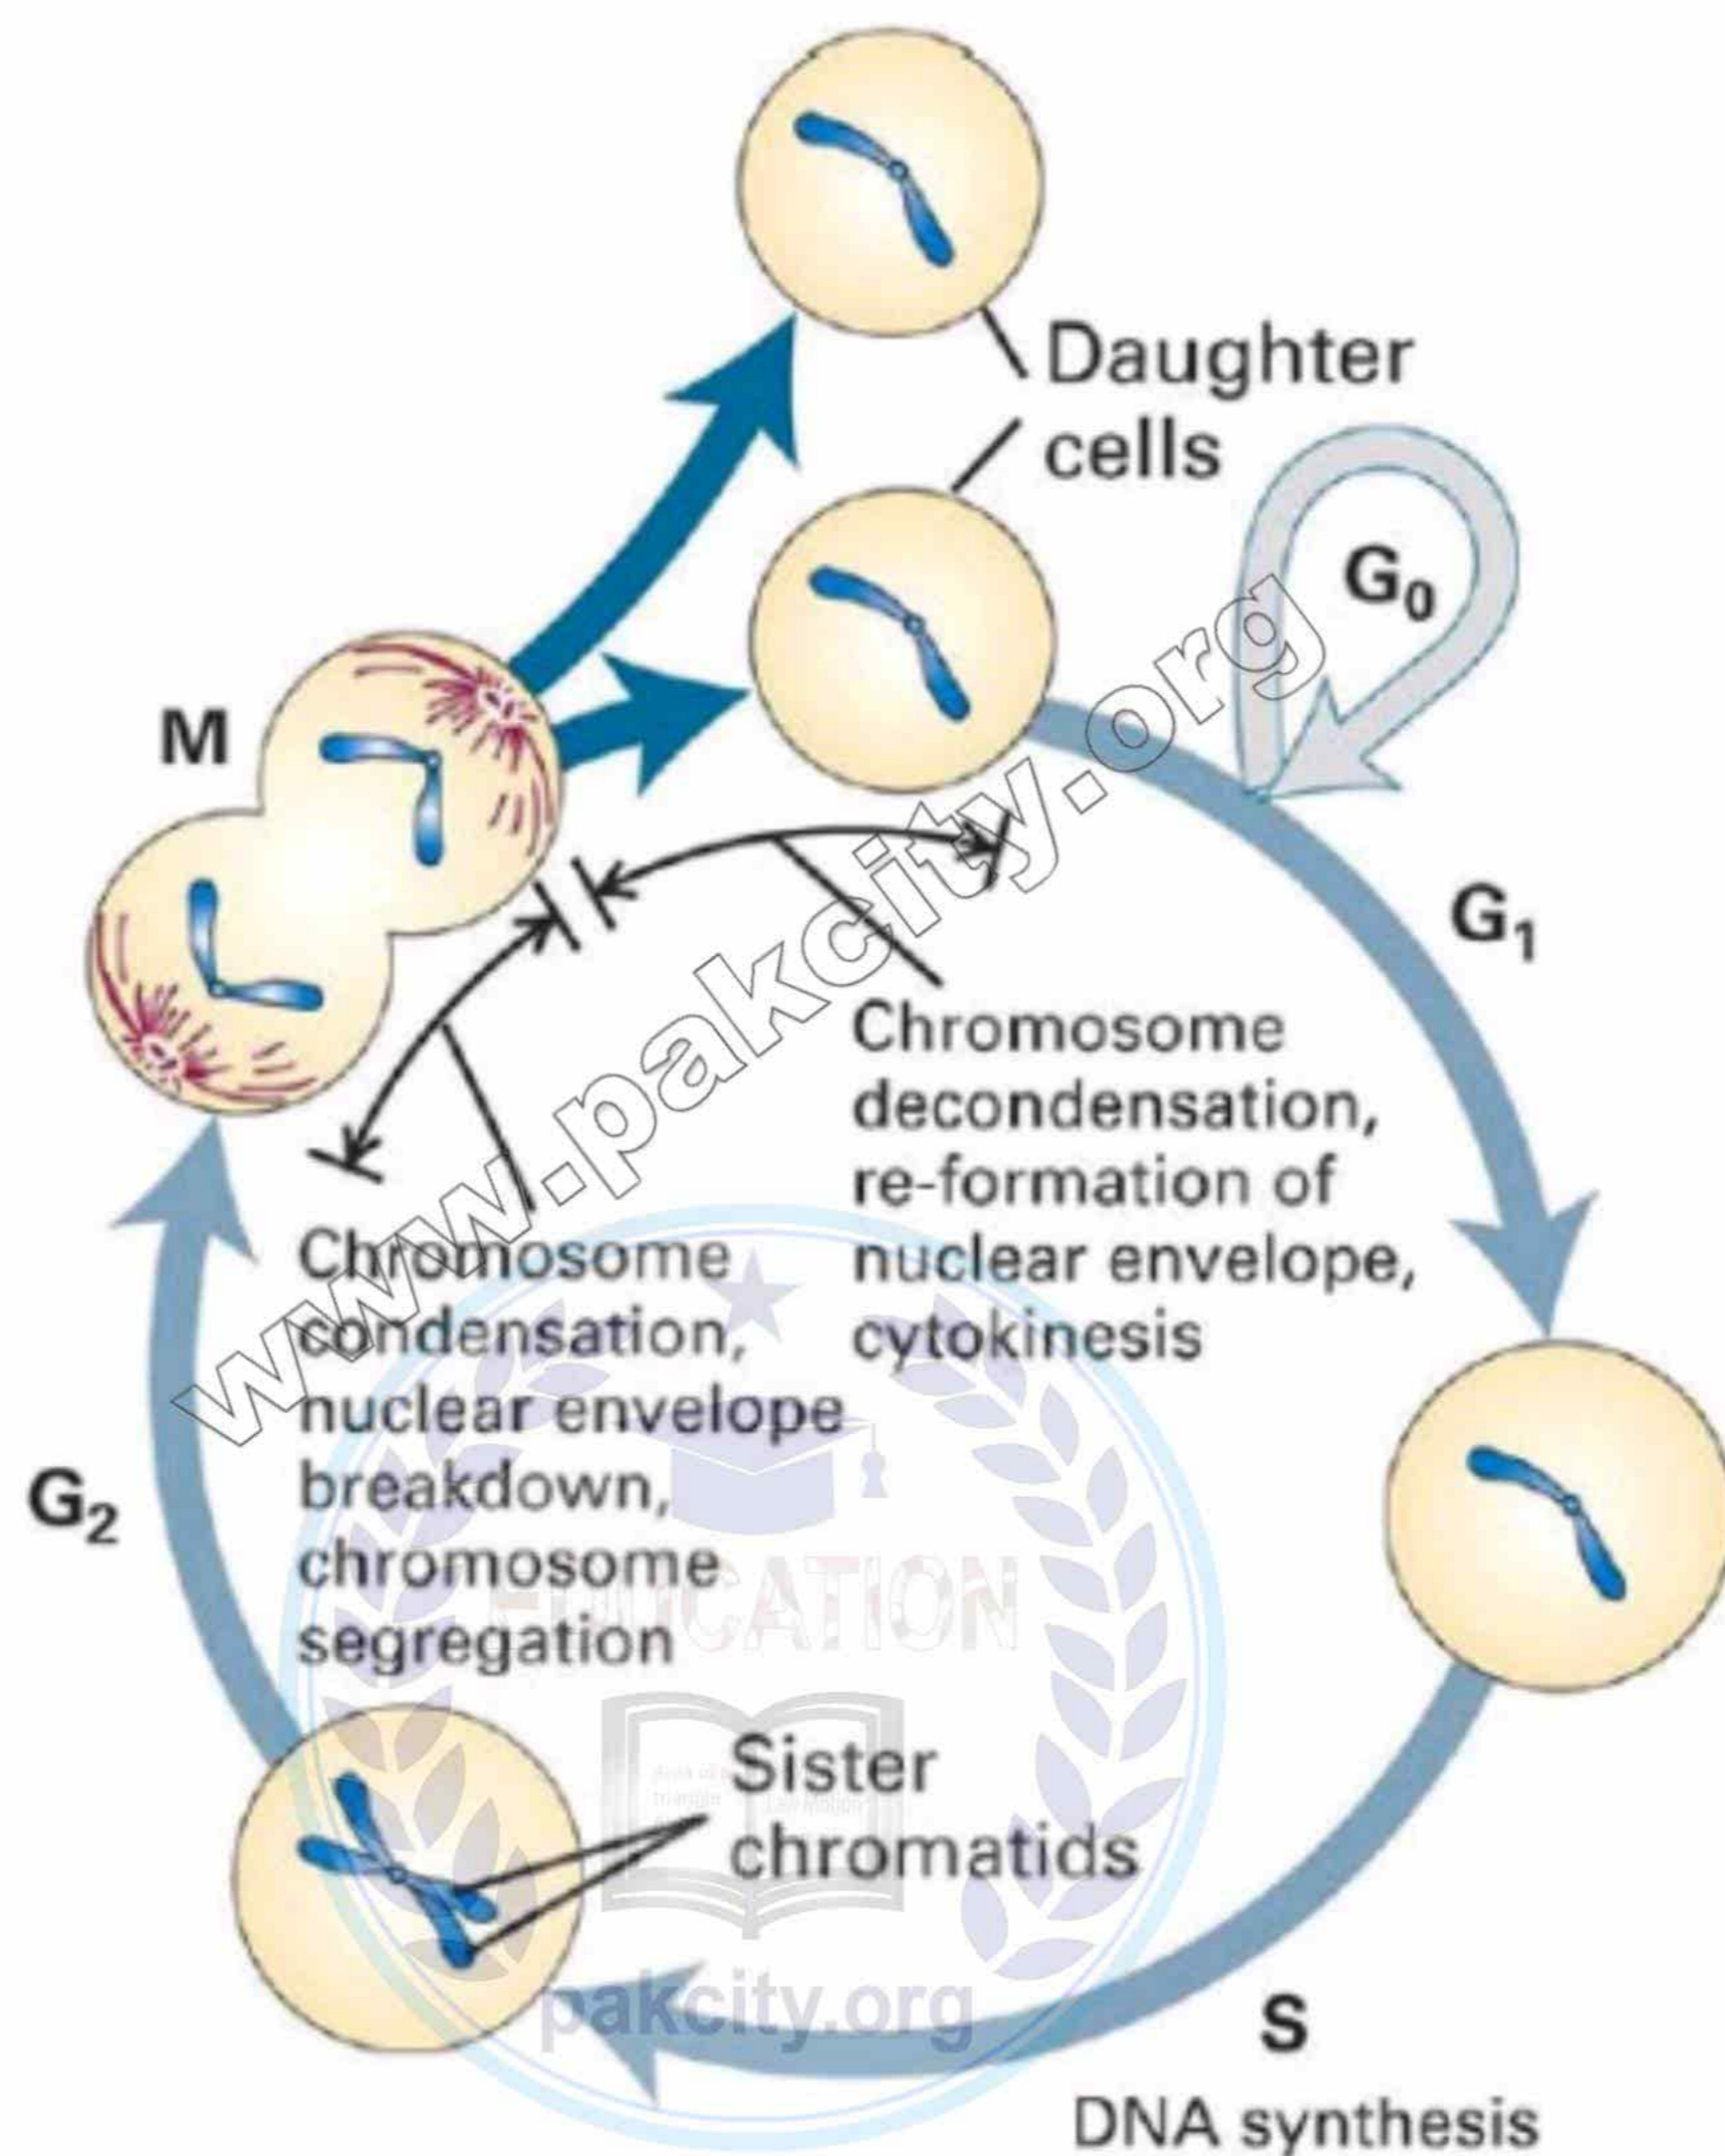 Daughter
cells
G₀
M
G₁
Chromosome
decondensation,
re-formation of
nuclear envelope,
cytokinesis
Chromosome
condensation,
nuclear envelope
breakdown,
chromosome
segregation
G₂
Sister
chromatids
S
DNA synthesis
www.pakcity.org
EDUCATION
pakcity.org